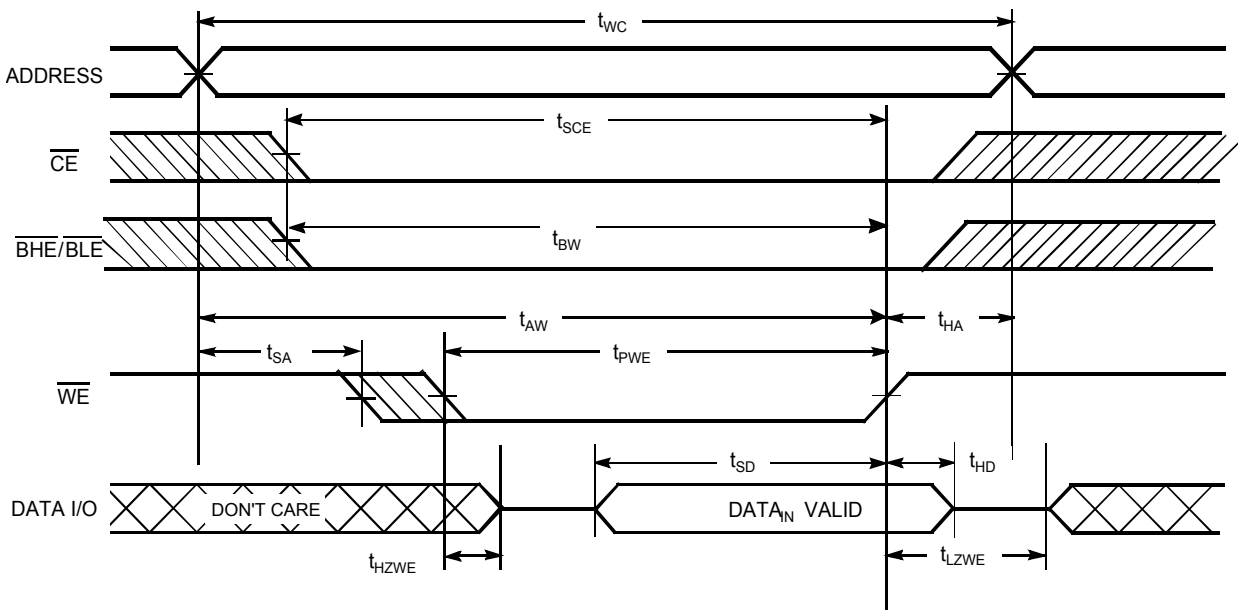 tWC
ADDRESS
tSCE
CE
tBW
BHE/BLE
tAW
tHA
tSA
tPWE
WE
tSD
tHD
DATA I/O
DON'T CARE
DATAIN VALID
tHZWE
tLZWE